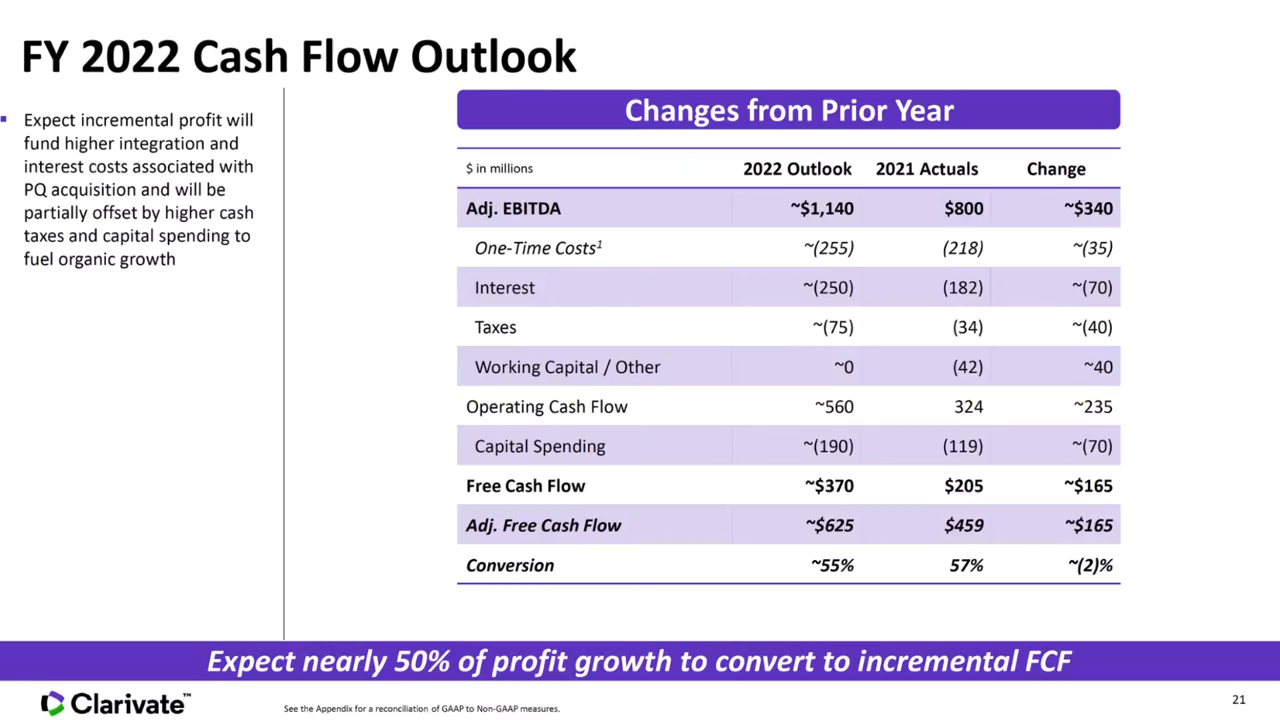 FY 2022 Cash Flow Outlook
▪ Expect incremental profit will
fund higher integration and
interest costs associated with
PQ acquisition and will be
partially offset by higher cash
taxes and capital spending to
fuel organic growth
Changes from Prior Year
$ in millions 2022 Outlook 2021 Actuals Change
Adj. EBITDA ~$1,140 $800 ~$340
One-Time Costs¹ ~(255) (218) ~(35)
Interest ~(250) (182) ~(70)
Taxes ~(75) (34) ~(40)
Working Capital / Other ~0 (42) ~40
Operating Cash Flow ~560 324 ~235
Capital Spending ~(190) (119) ~(70)
Free Cash Flow ~$370 $205 ~$165
Adj. Free Cash Flow ~$625 $459 ~$165
Conversion ~55% 57% ~(2)%
Expect nearly 50% of profit growth to convert to incremental FCF
Clarivate™
See the Appendix for a reconciliation of GAAP to Non-GAAP measures.
21